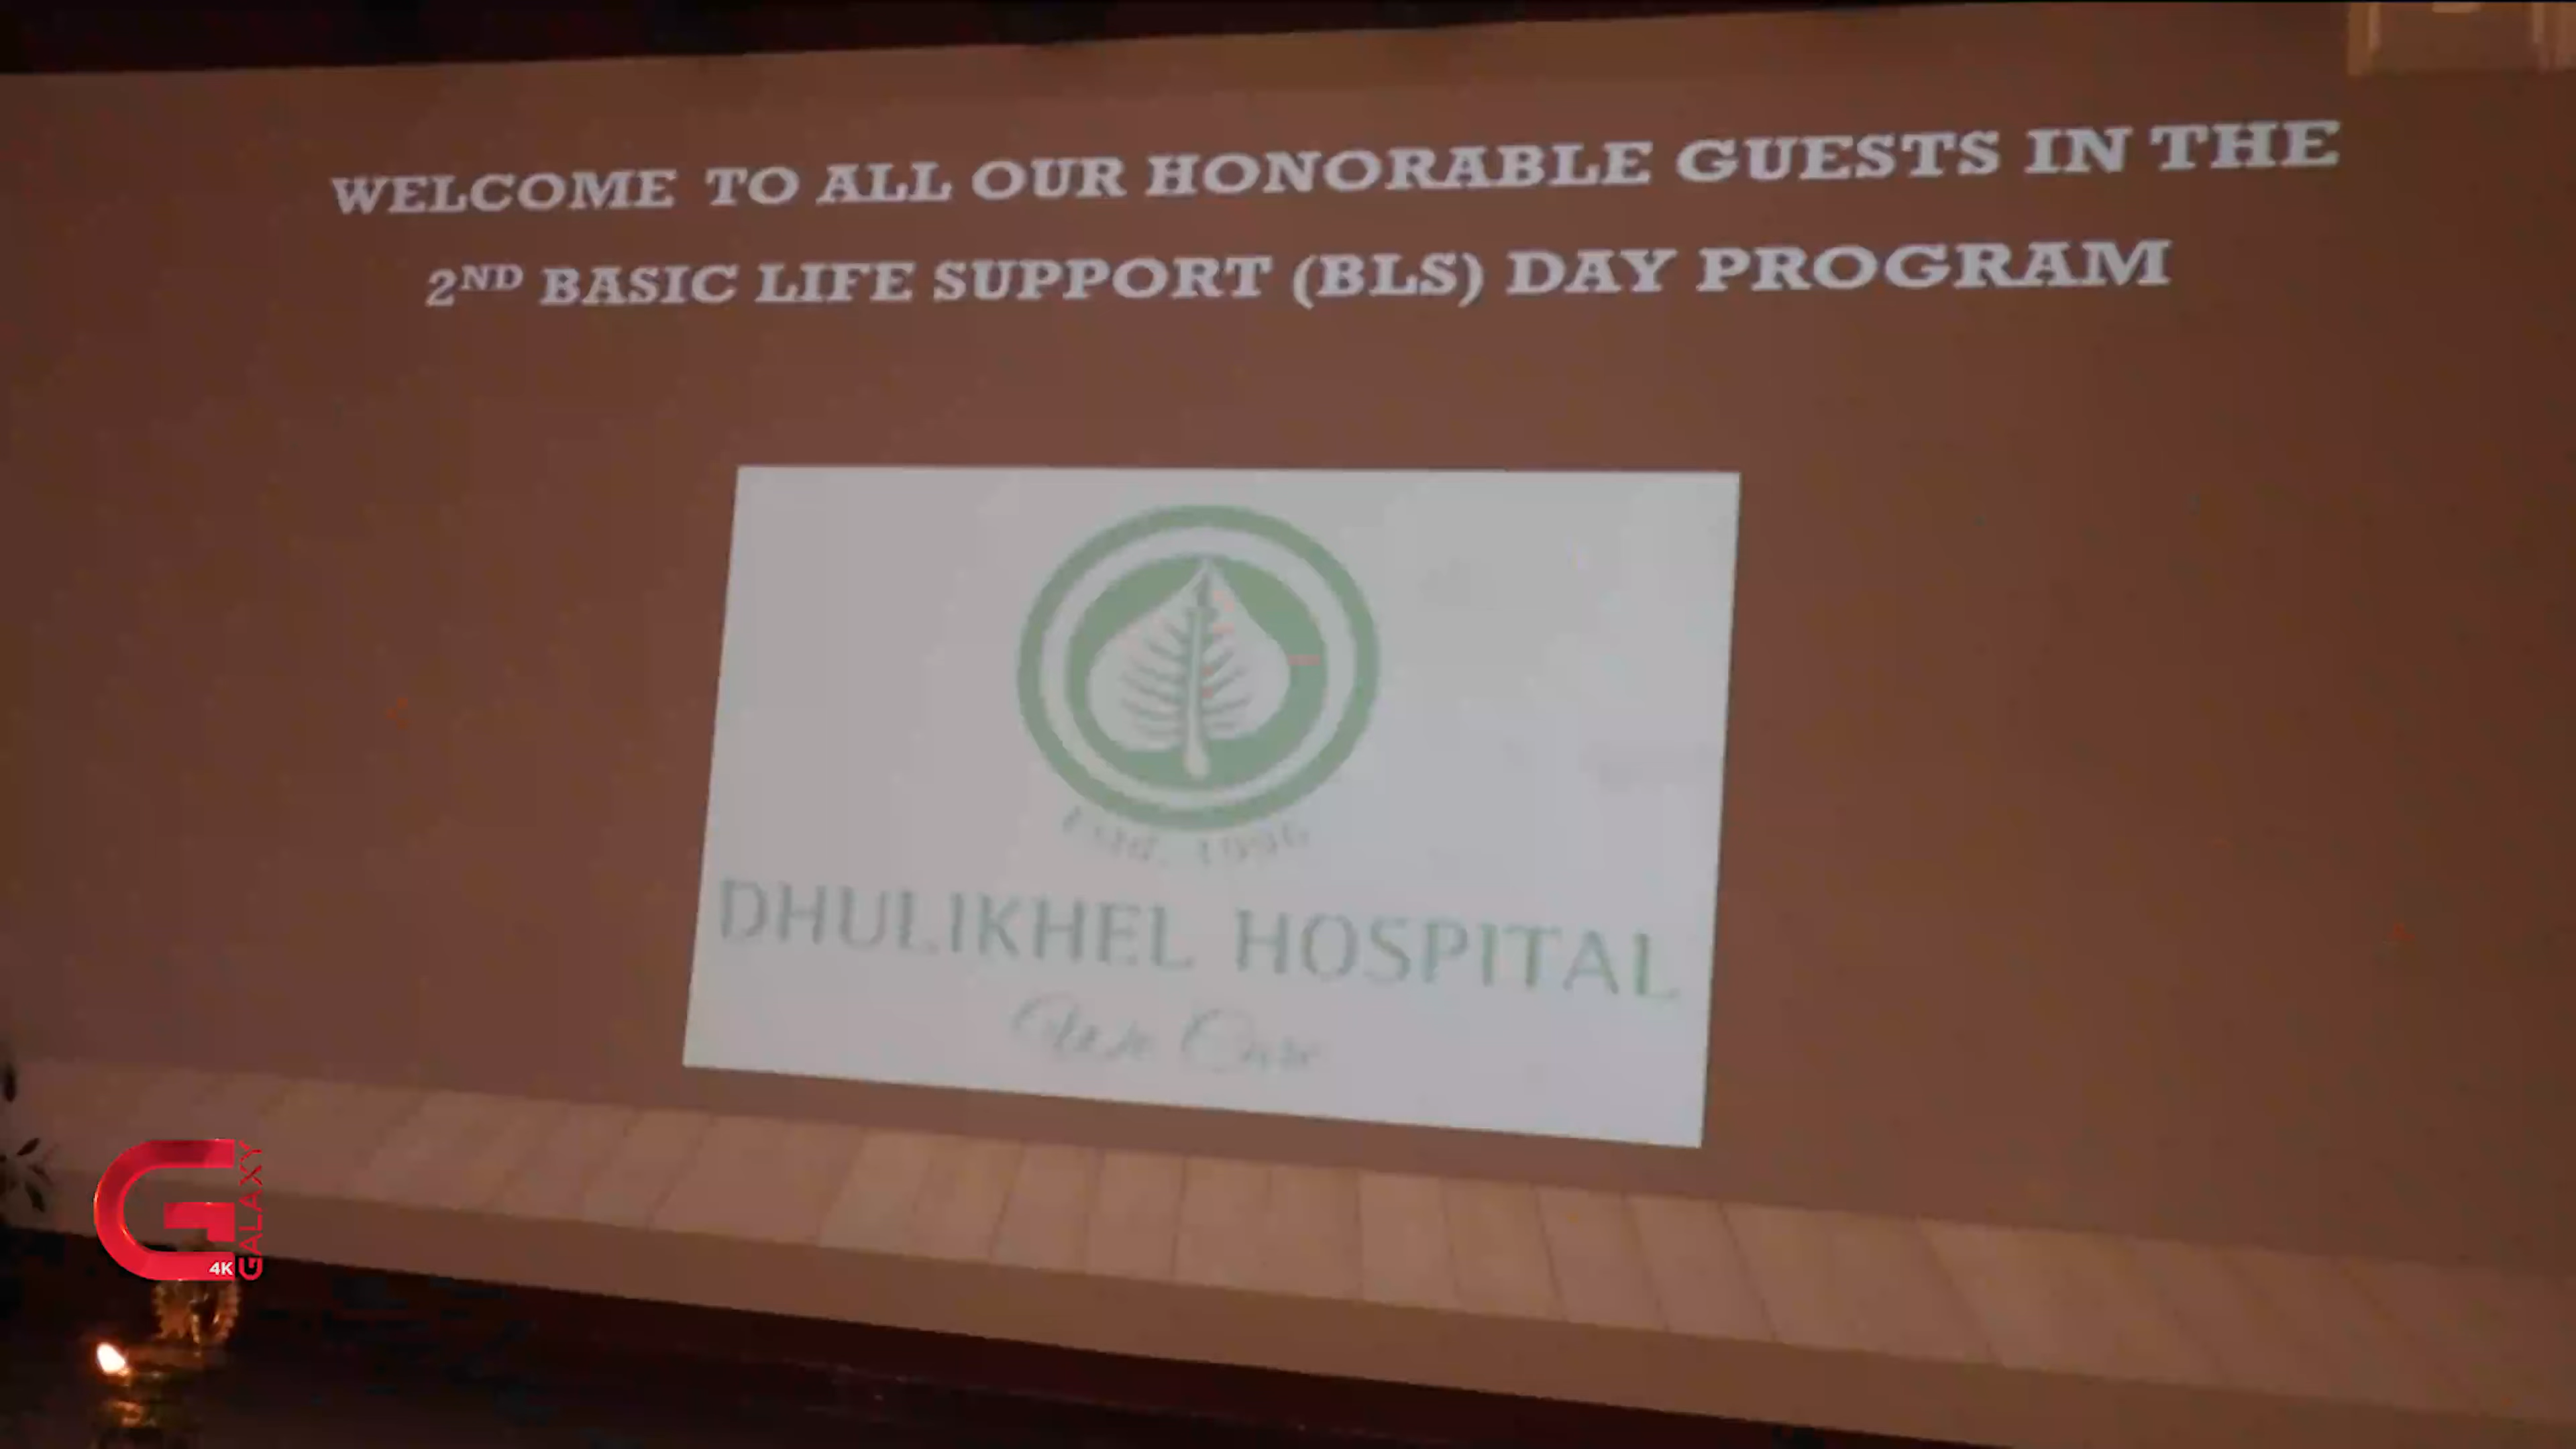 WELCOME TO ALL OUR HONORABLE GUESTS IN THE
2ND BASIC LIFE SUPPORT (BLS) DAY PROGRAM
Estd. 1996
DHULIKHEL HOSPITAL
We Care
4K
GALAXY